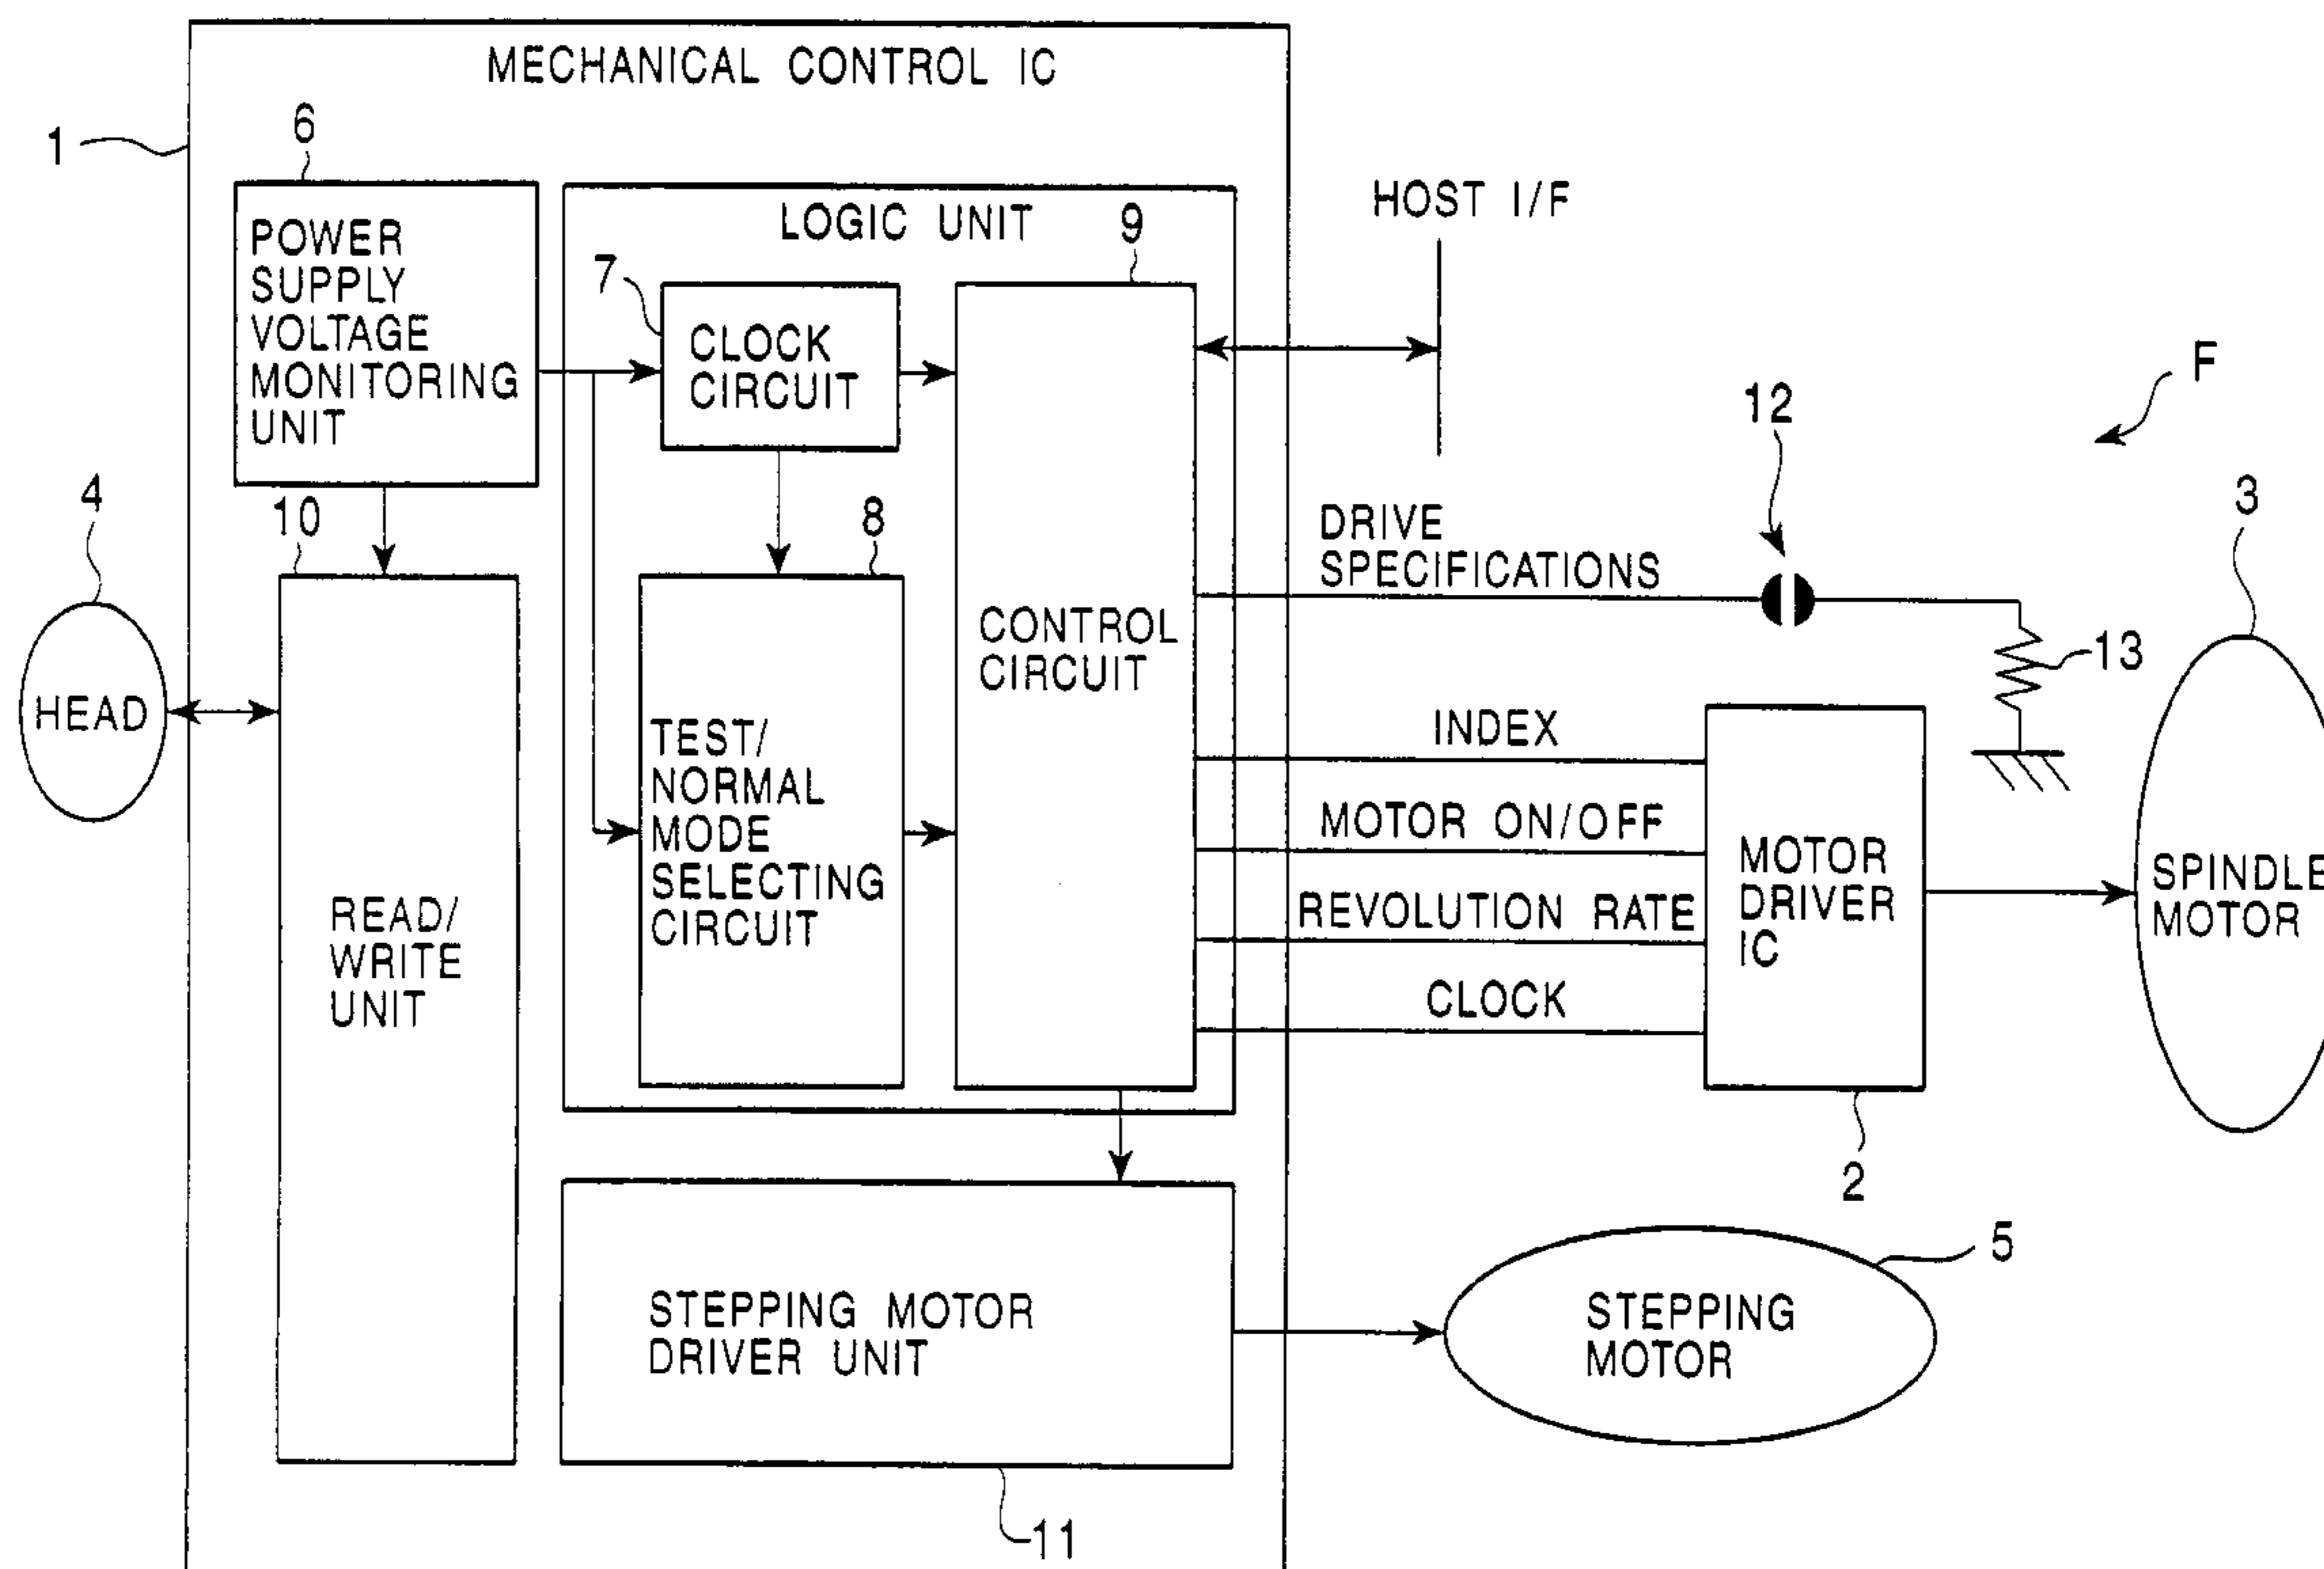 MECHANICAL CONTROL IC
1
6
POWER
SUPPLY
VOLTAGE
MONITORING
UNIT
LOGIC UNIT
7
CLOCK
CIRCUIT
9
HOST I/F
F
12
4
HEAD
10
READ/
WRITE
UNIT
8
TEST/
NORMAL
MODE
SELECTING
CIRCUIT
CONTROL
CIRCUIT
DRIVE
SPECIFICATIONS
13
3
INDEX
MOTOR ON/OFF
REVOLUTION RATE
CLOCK
MOTOR
DRIVER
IC
2
SPINDLE
MOTOR
STEPPING MOTOR
DRIVER UNIT
11
5
STEPPING
MOTOR